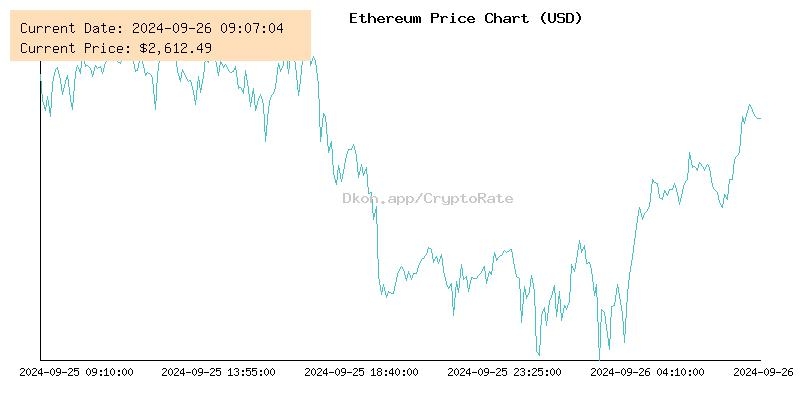 Ethereum Price Chart (USD)
Current Date: 2024-09-26 09:07:04
Current Price: $2,612.49
Dkon.app/CryptoRate
2024-09-25 09:10:00 2024-09-25 13:55:00 2024-09-25 18:40:00 2024-09-25 23:25:00 2024-09-26 04:10:00 2024-09-26